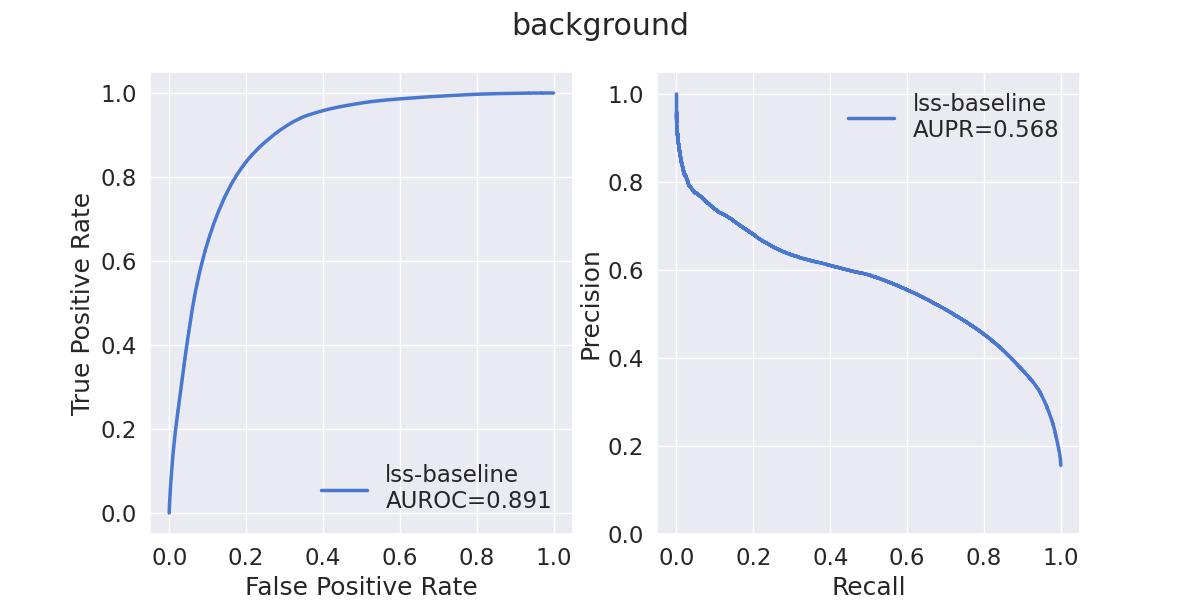 background
1.0
0.8
0.6
0.4
0.2
0.0
True Positive Rate
0.0 0.2 0.4 0.6 0.8 1.0
False Positive Rate
lss-baseline
AUROC=0.891
1.0
0.8
0.6
0.4
0.2
0.0
Precision
0.0 0.2 0.4 0.6 0.8 1.0
Recall
lss-baseline
AUPR=0.568